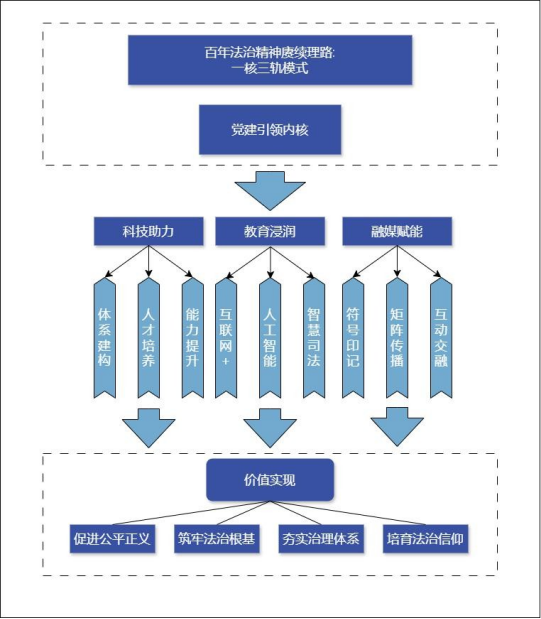 百年法治精神赓续理路:
一核三轨模式
党建引领内核
科技助力
教育浸润
融媒赋能
体系建构
人才培养
能力提升
互联网+
人工智能
智慧司法
符号印记
矩阵传播
互动交融
价值实现
促进公平正义
筑牢法治根基
夯实治理体系
培育法治信仰